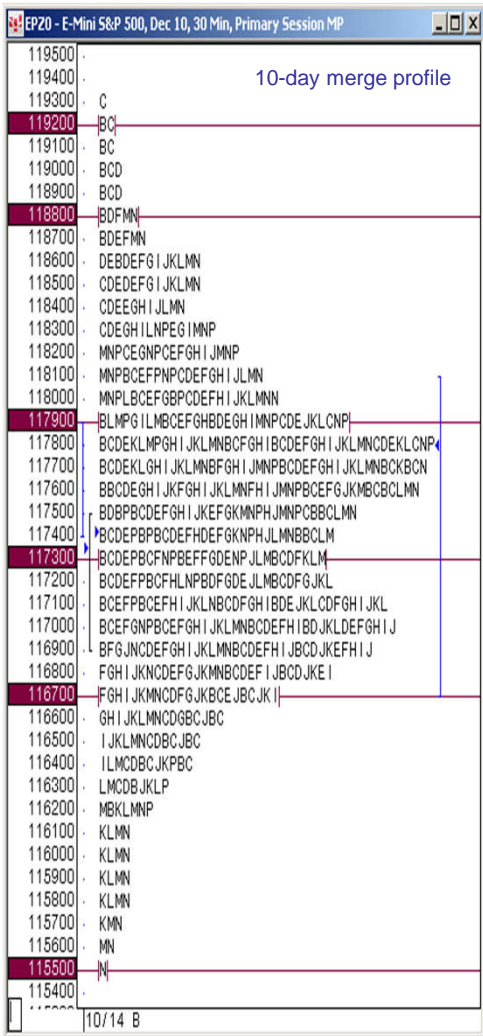 EPZ0 - E-Mini S&P 500, Dec 10, 30 Min, Primary Session MP
10-day merge profile
119500
119400
119300 C
119200 BC
119100 BC
119000 BCD
118900 BCD
118800 BDFMN
118700 BDEFMN
118600 DEBDEFGIJKLMN
118500 CDEDEFGIJKLMN
118400 CDEEGHIJLMN
118300 CDEGHILNPEGIMNP
118200 MNPCEGNPCEFGHIJMNP
118100 MNPBCEFPNPCDEFGHIJLMN
118000 MNPLBCEFGBPCDEFHIJKLMNN
117900 BLMPGILMBCEFGHBDEGHIMNPCDEJKLCNP
117800 BCDEKLMPGHIJKLMNBCFGHIBCDEFGHIJKLMNCDEKLCNP
117700 BCDEKLGHIJKLMNBFGHIJMNPBCDEFGHIJKLMNBCKBCN
117600 BBCDEGHIJKFGHIJKLMNFHIJMNPBCEFGJKMBCBCLMN
117500 BDBPBCDEFGHIJKEFGKMNPHJMNPCBBCLMN
117400 BCDEPBPBCDEFHDEFGKNPHJLMNBBCLM
117300 BCDEPBCFNPBEFFGDENPJLMBCDFKLM
117200 BCDEFPBCFHLNPBDFGDEJLMBCDFGJKL
117100 BCEFPBCEFHIJKLNBCDFGHIBDEJKLCDFGHIJKL
117000 BCEFGNPBCEFGHIJKLMNBCDEFHIBDJKLDEFGHIJ
116900 BFGJNCDEFGHIJKLMNBCDEFHIJBCDJKEFHIJ
116800 FGHIJKNCDEFGJKMNBCDEFIJBCDJKEI
116700 FGHIJKMNCDFGJKBCEJBCJKI
116600 GHIJKLMNCDGBCJBC
116500 IJKLMNCDBCJBC
116400 ILMCDBCJKPBC
116300 LMCDBJKLP
116200 MBKLMNP
116100 KLMN
116000 KLMN
115900 KLMN
115800 KLMN
115700 KMN
115600 MN
115500 N
115400
10/14 B